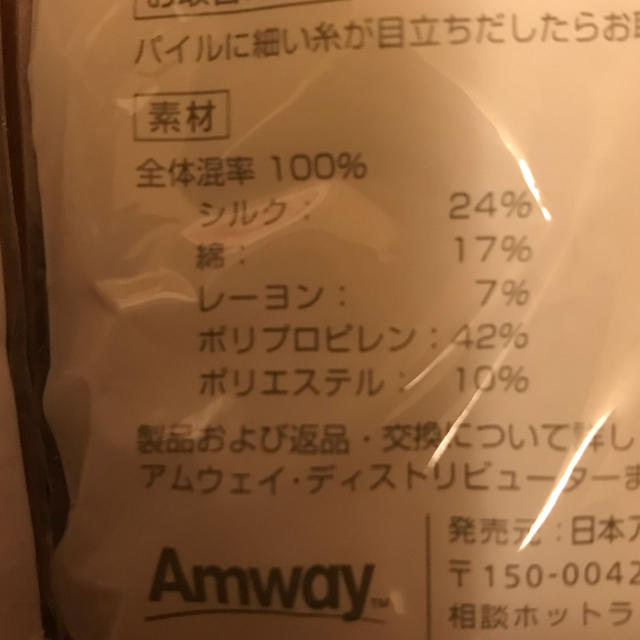 パイルに細い糸が目立ちだしたらお
素材
全体混率 100%
シルク： 24%
綿： 17%
レーヨン： 7%
ポリプロピレン：42%
ポリエステル： 10%
製品および返品・交換について詳し
アムウェイ・ディストリビューターま
発売元：日本ア
Amway™
〒150-0042
相談ホットラ